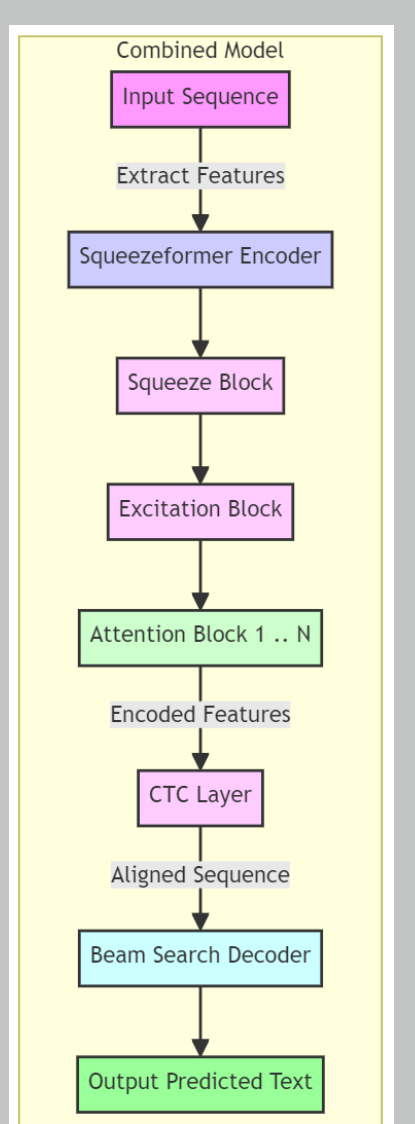 Combined Model
Input Sequence
Extract Features
Squeezeformer Encoder
Squeeze Block
Excitation Block
Attention Block 1 .. N
Encoded Features
CTC Layer
Aligned Sequence
Beam Search Decoder
Output Predicted Text